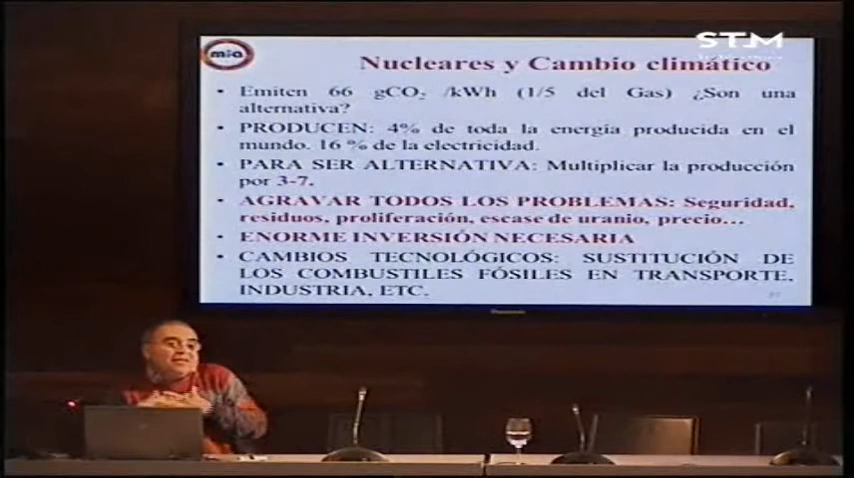 STM
mia
Nucleares y Cambio climático
• Emiten 66 gCO₂ /kWh (1/5 del Gas) ¿Son una
alternativa?
• PRODUCEN: 4% de toda la energía producida en el
mundo. 16 % de la electricidad.
• PARA SER ALTERNATIVA: Multiplicar la producción
por 3-7.
• AGRAVAR TODOS LOS PROBLEMAS: Seguridad,
residuos, proliferación, escase de uranio, precio...
• ENORME INVERSIÓN NECESARIA
• CAMBIOS TECNOLÓGICOS: SUSTITUCIÓN DE
LOS COMBUSTILES FÓSILES EN TRANSPORTE,
INDUSTRIAS, ETC.
Panasonic